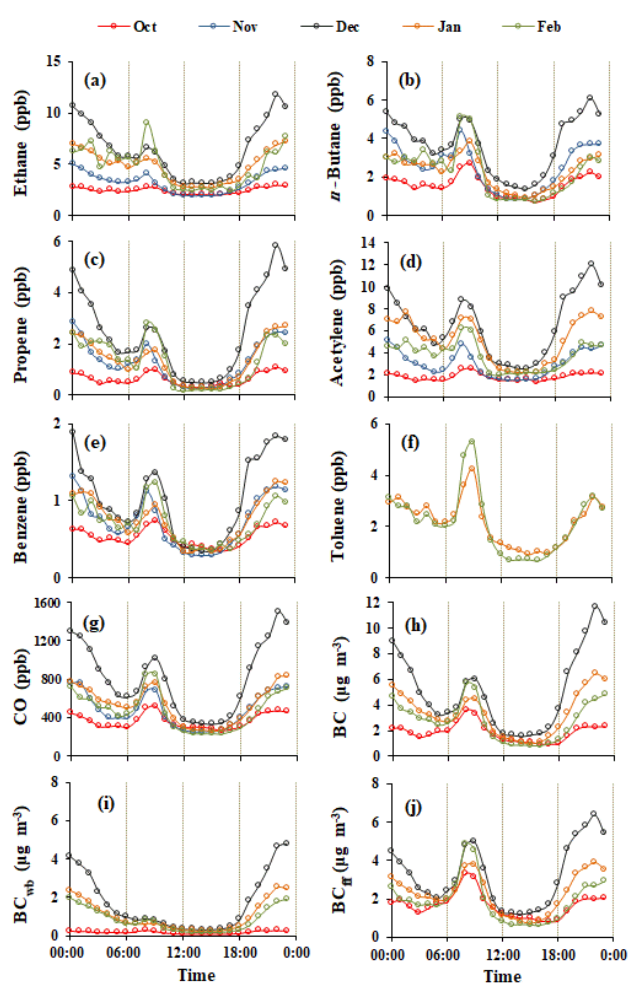 Oct Nov Dec Jan Feb
(a) (b)
Ethane (ppb)
15
10
5
0
n-Butane (ppb)
8
6
4
2
0
(c) (d)
Propene (ppb)
6
4
2
0
Acetylene (ppb)
14
12
10
8
6
4
2
0
(e) (f)
Benzene (ppb)
2
1
0
Toluene (ppb)
6
4
2
0
(g) (h)
CO (ppb)
1600
1200
800
400
0
BC (µg m-3)
12
10
8
6
4
2
0
(i) (j)
BCwb (µg m-3)
8
6
4
2
0
BCff (µg m-3)
8
6
4
2
0
00:00 6:00 12:00 18:00 0:00
00:00 6:00 12:00 18:00 0:00
Time Time